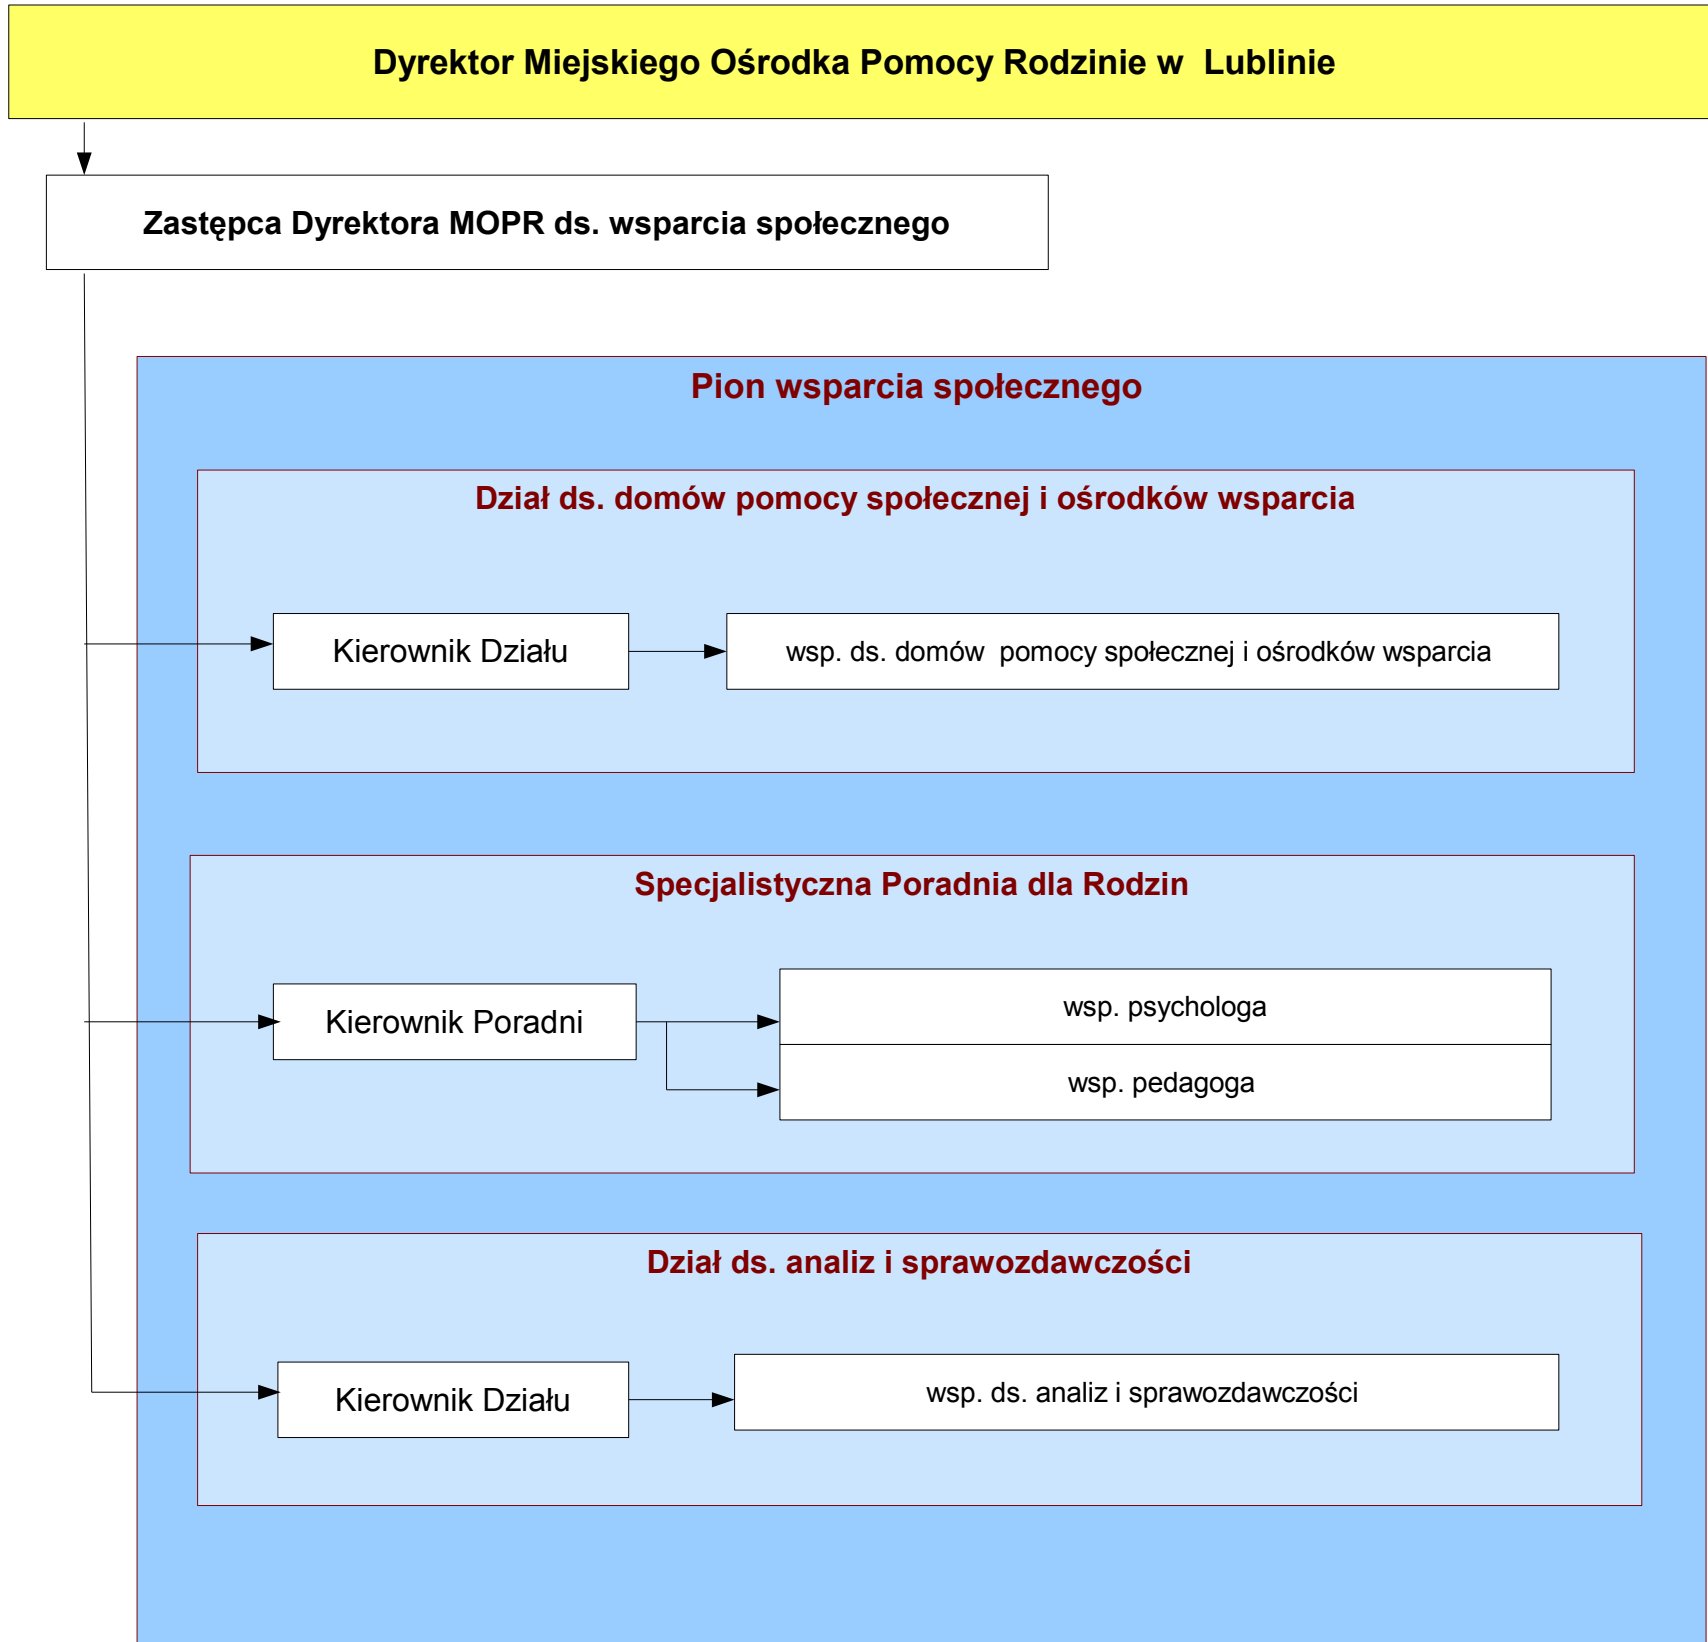 Dyrektor Miejskiego Ośrodka Pomocy Rodzinie w Lublinie
Zastępca Dyrektora MOPR ds. wsparcia społecznego
Pion wsparcia społecznego
Dział ds. domów pomocy społecznej i ośrodków wsparcia
Kierownik Działu
wsp. ds. domów pomocy społecznej i ośrodków wsparcia
Specjalistyczna Poradnia dla Rodzin
Kierownik Poradni
wsp. psychologa
wsp. pedagoga
Dział ds. analiz i sprawozdawczości
Kierownik Działu
wsp. ds. analiz i sprawozdawczości